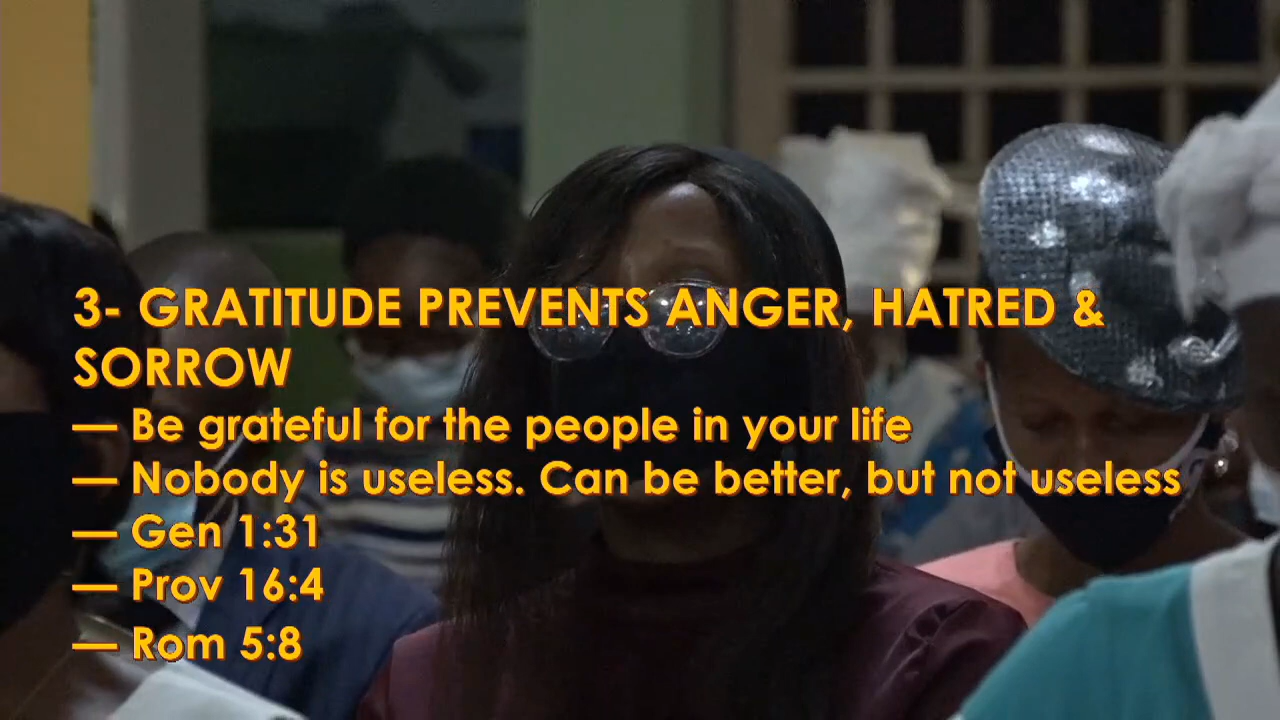 3- GRATITUDE PREVENTS ANGER, HATRED &
SORROW
— Be grateful for the people in your life
— Nobody is useless. Can be better, but not useless
— Gen 1:31
— Prov 16:4
— Rom 5:8